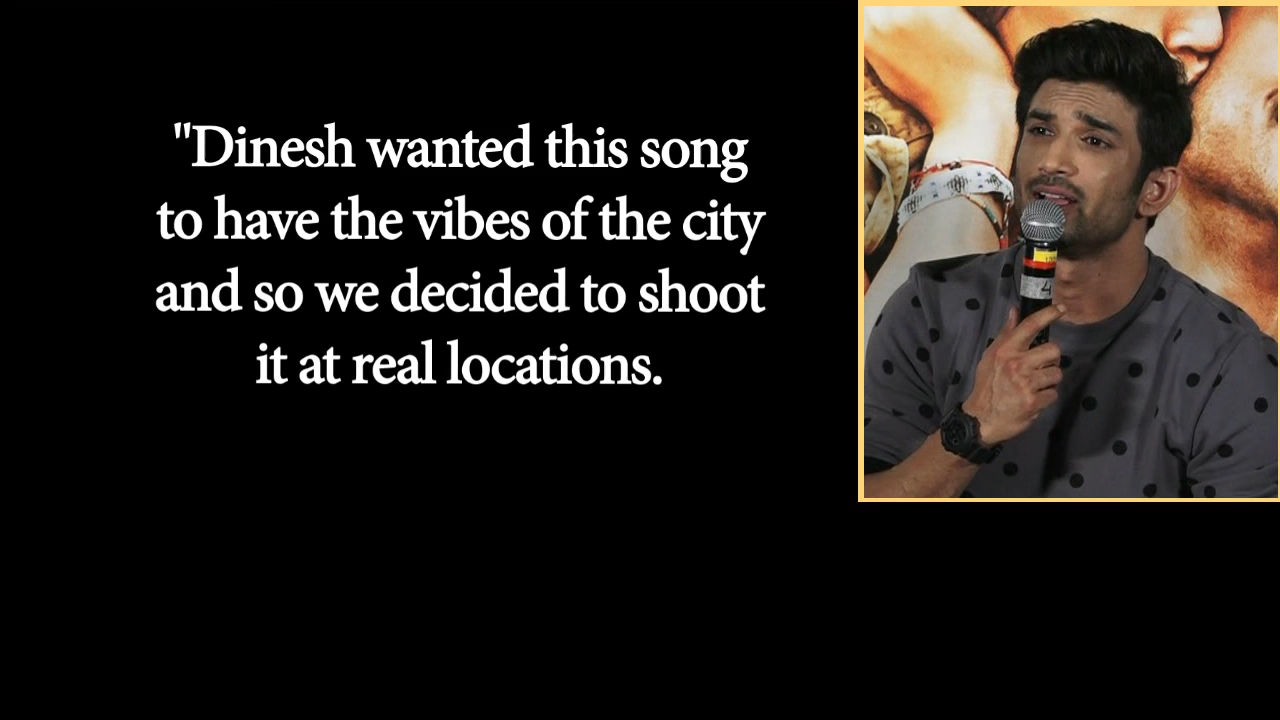 "Dinesh wanted this song
to have the vibes of the city
and so we decided to shoot
it at real locations.
4